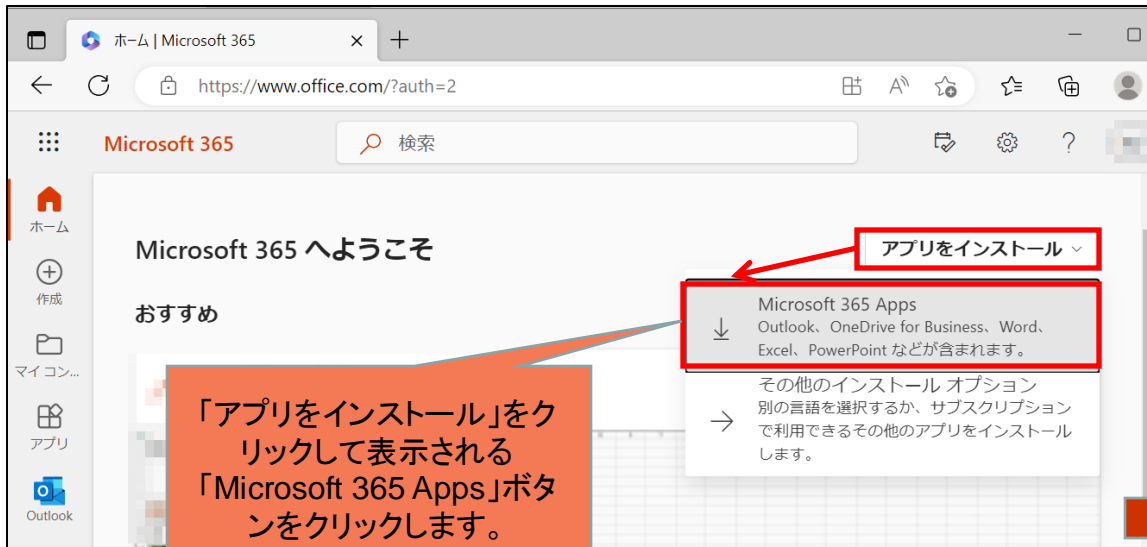 ホーム | Microsoft 365
https://www.office.com/?auth=2
Microsoft 365
検索
ホーム
Microsoft 365 へようこそ
アプリをインストール
作成
おすすめ
Microsoft 365 Apps
Outlook、OneDrive for Business、Word、
Excel、PowerPoint などが含まれます。
マイ コン...
その他のインストール オプション
別の言語を選択するか、サブスクリプション
で利用できるその他のアプリをインストール
します。
アプリ
Outlook
「アプリをインストール」をク
リックして表示される
「Microsoft 365 Apps」ボタ
ンをクリックします。